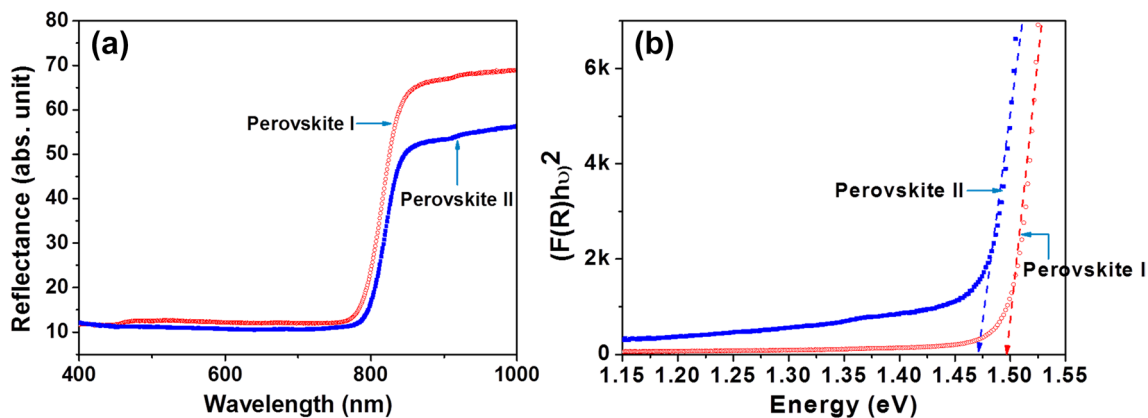 (a)
Reflectance (abs. unit)
80
70
60
50
40
30
20
10
Perovskite I
Perovskite II
400
600
800
1000
Wavelength (nm)
(b)
(F(R)hυ)2
6k
4k
2k
0
Perovskite II
Perovskite I
1.15
1.20
1.25
1.30
1.35
1.40
1.45
1.50
1.55
Energy (eV)